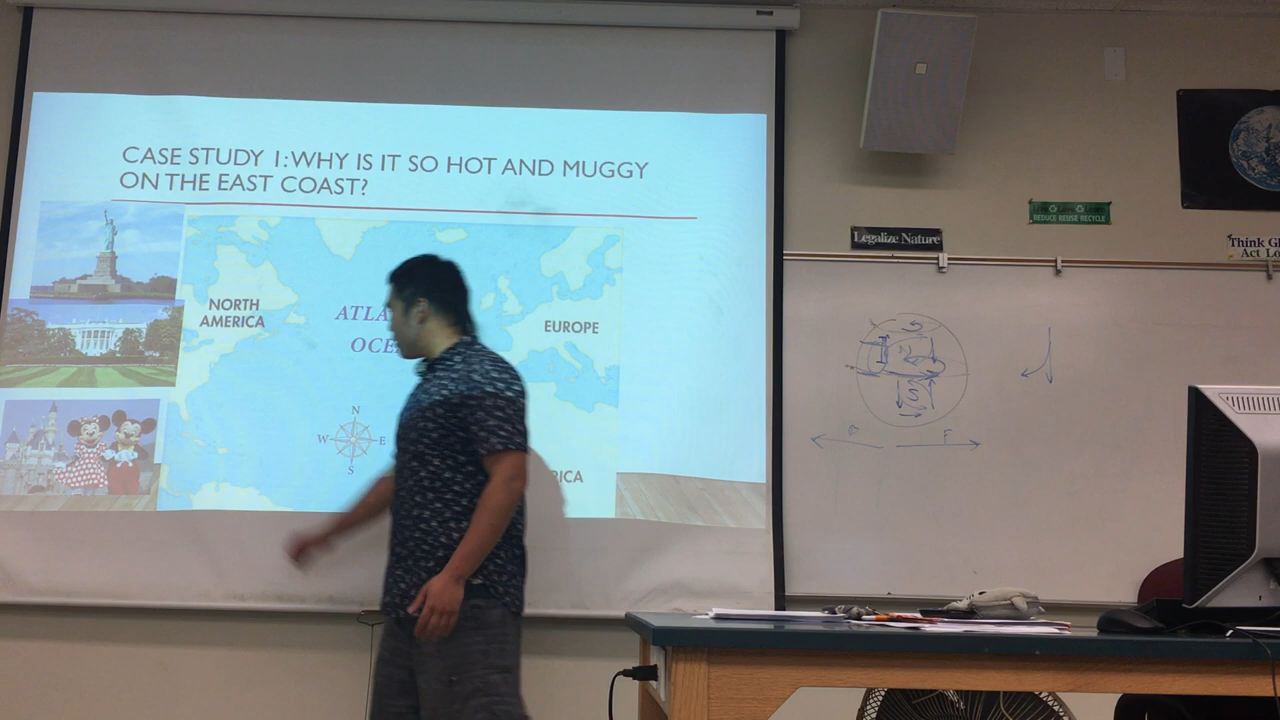 CASE STUDY 1: WHY IS IT SO HOT AND MUGGY
ON THE EAST COAST?
NORTH
AMERICA
ATLA
OCE
EUROPE
N
W
E
S
RICA
Legalize Nature
REDUCE REUSE RECYCLE
Think Gl
Act Lo
F